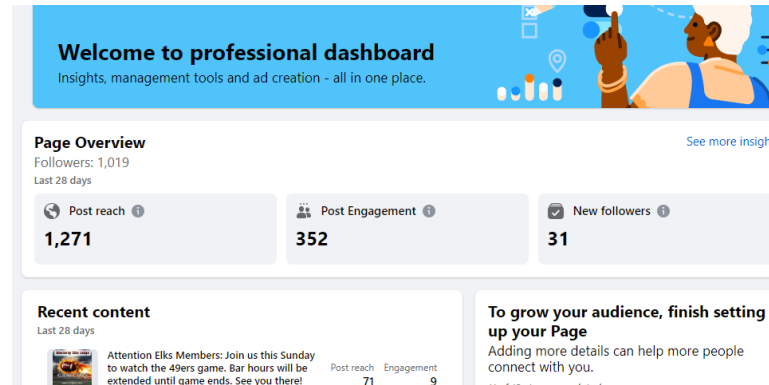 Welcome to professional dashboard
Insights, management tools and ad creation - all in one place.
Page Overview
See more insigh
Followers: 1,019
Last 28 days
Post reach
Post Engagement
New followers
1,271
352
31
Recent content
Last 28 days
Attention Elks Members: Join us this Sunday
to watch the 49ers game. Bar hours will be
extended until game ends. See you there!
Post reach Engagement
71 9
To grow your audience, finish setting
up your Page
Adding more details can help more people
connect with you.